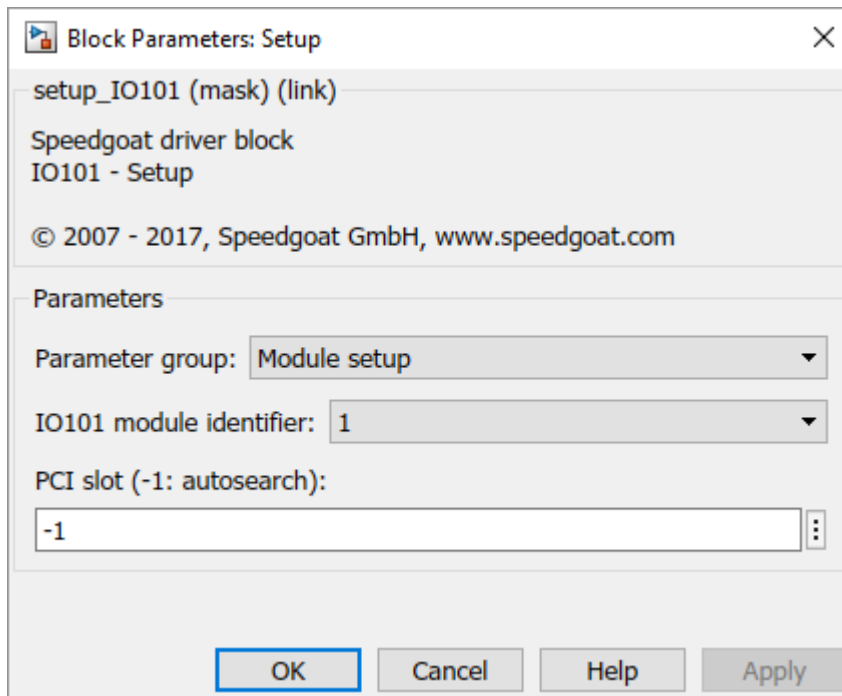 Block Parameters: Setup
setup_IO101 (mask) (link)
Speedgoat driver block
IO101 - Setup
© 2007 - 2017, Speedgoat GmbH, www.speedgoat.com
Parameters
Parameter group: Module setup
IO101 module identifier: 1
PCI slot (-1: autosearch):
-1
OK Cancel Help Apply